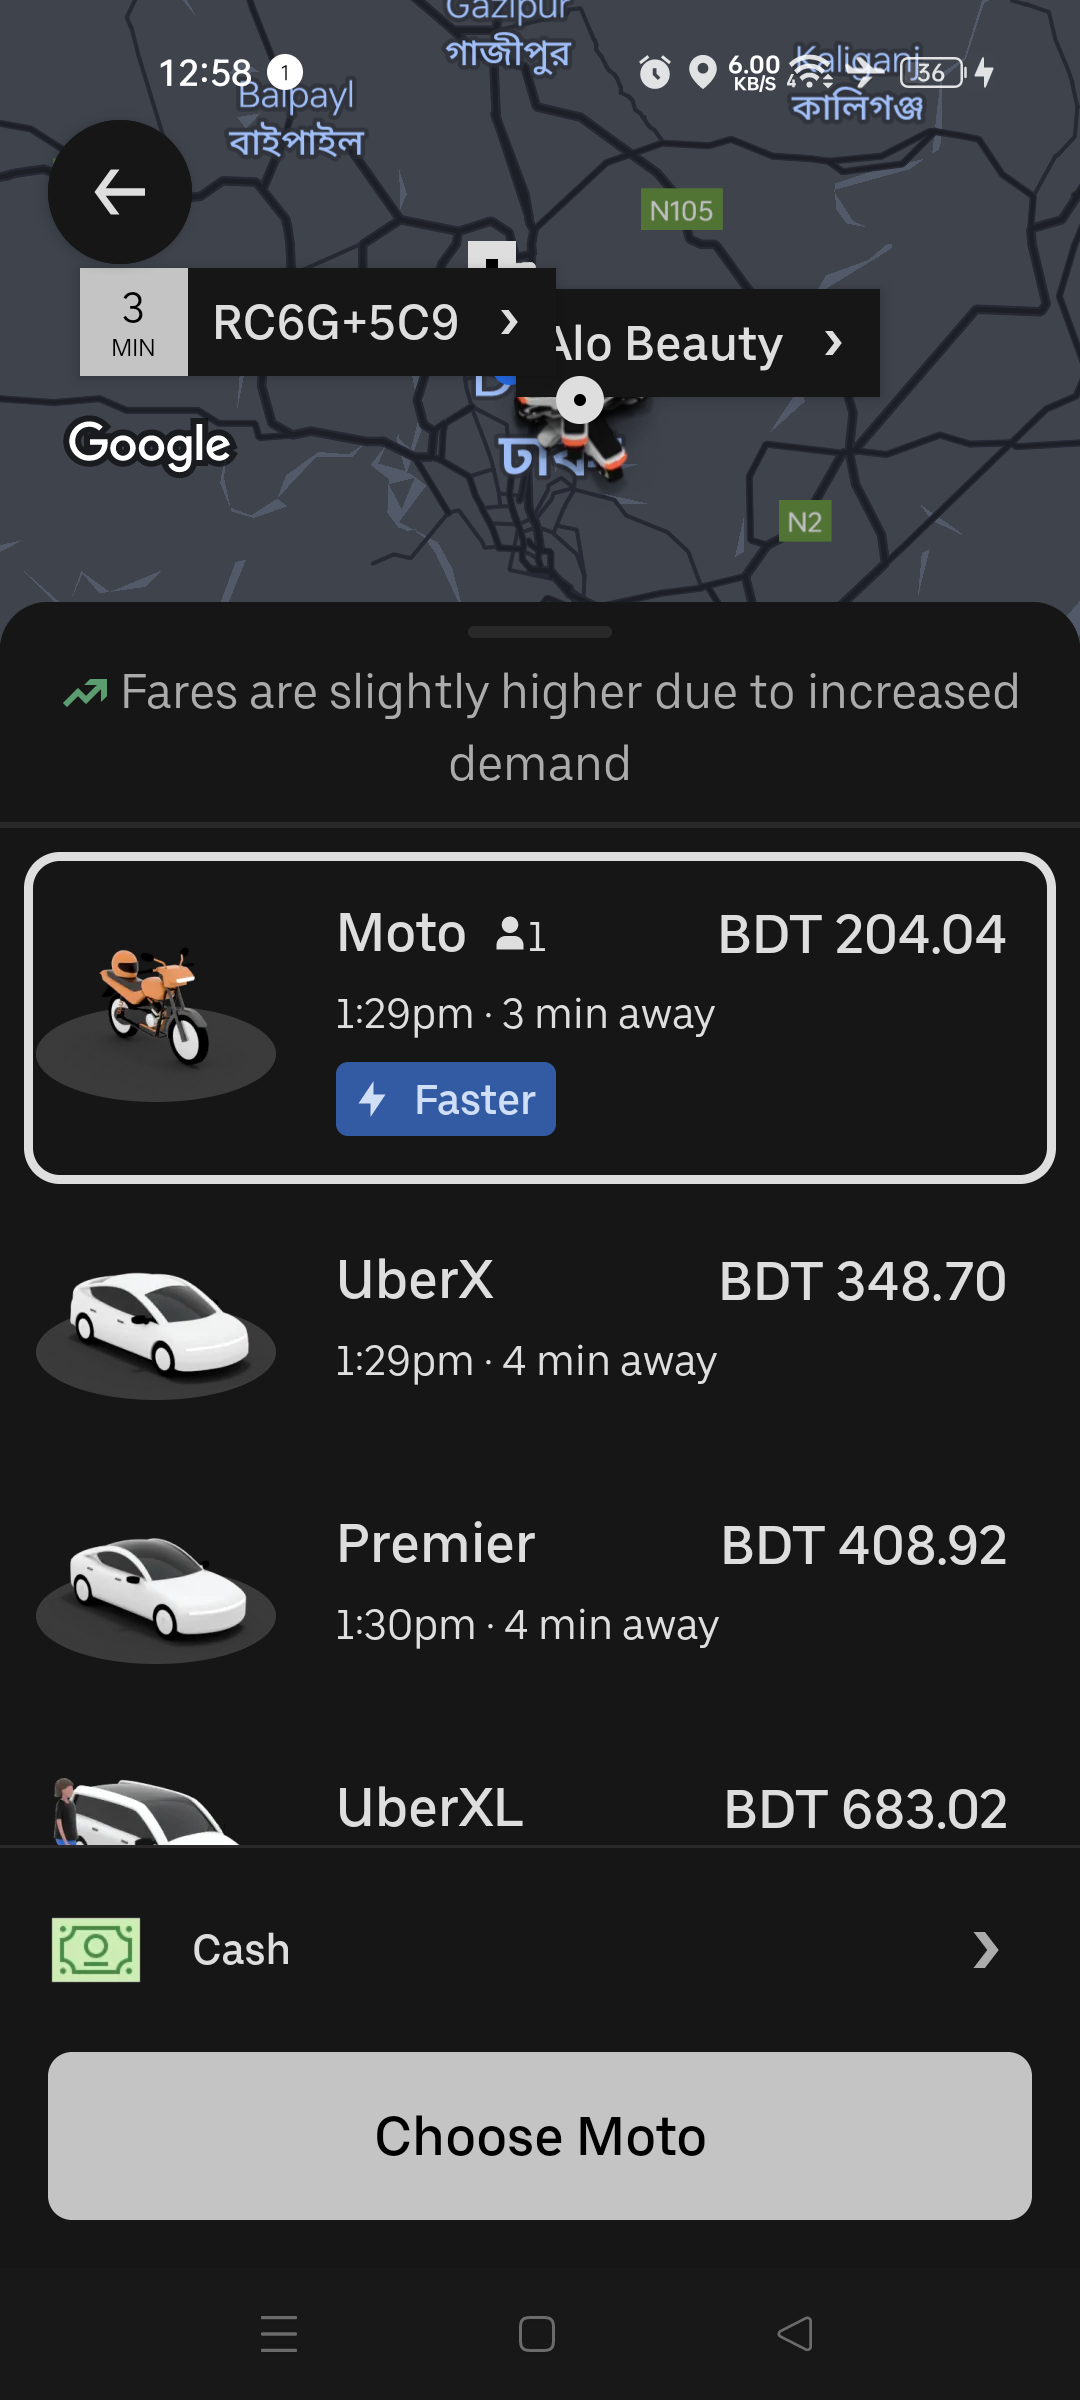 Gazipur
গাজীপুর
12:58
1
6.00
KB/S
4
36
Kaliganj
কালিগঞ্জ
Baipayl
বাইপাইল
N105
3
MIN
RC6G+5C9
Alo Beauty
Google
N2
Fares are slightly higher due to increased
demand
Moto 1 BDT 204.04
1:29pm · 3 min away
Faster
UberX BDT 348.70
1:29pm · 4 min away
Premier BDT 408.92
1:30pm · 4 min away
UberXL BDT 683.02
Cash
Choose Moto